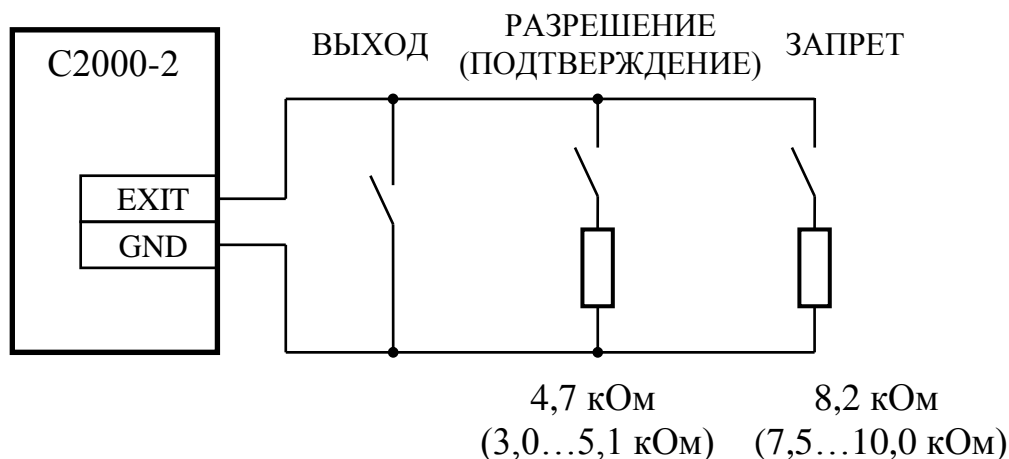 С2000-2
ВЫХОД
РАЗРЕШЕНИЕ
(ПОДТВЕРЖДЕНИЕ)
ЗАПРЕТ
EXIT
GND
4,7 кОм
(3,0…5,1 кОм)
8,2 кОм
(7,5…10,0 кОм)